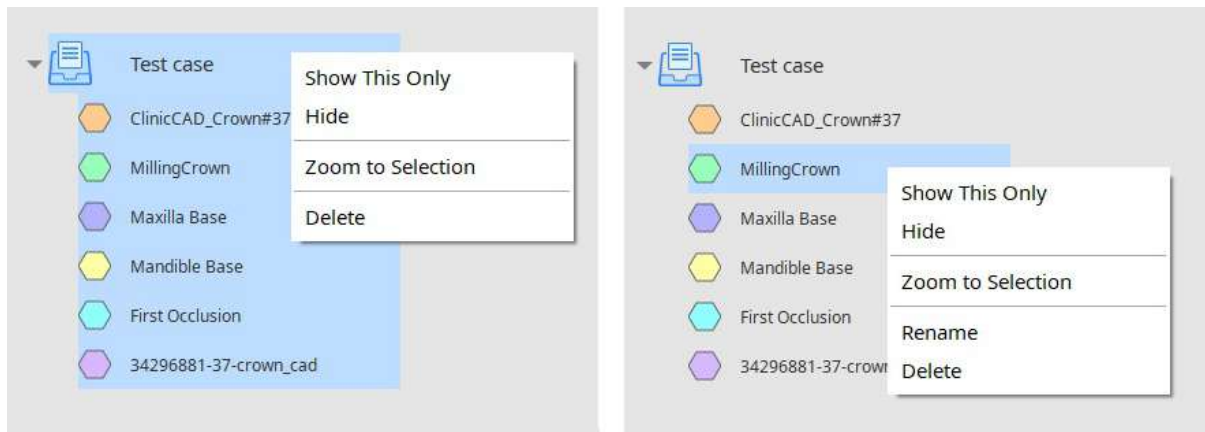 Test case
ClinicCAD_Crown#37
MillingCrown
Maxilla Base
Mandible Base
First Occlusion
34296881-37-crown_cad
Show This Only
Hide
Zoom to Selection
Delete
Test case
ClinicCAD_Crown#37
MillingCrown
Maxilla Base
Mandible Base
First Occlusion
34296881-37-crow
Show This Only
Hide
Zoom to Selection
Rename
Delete